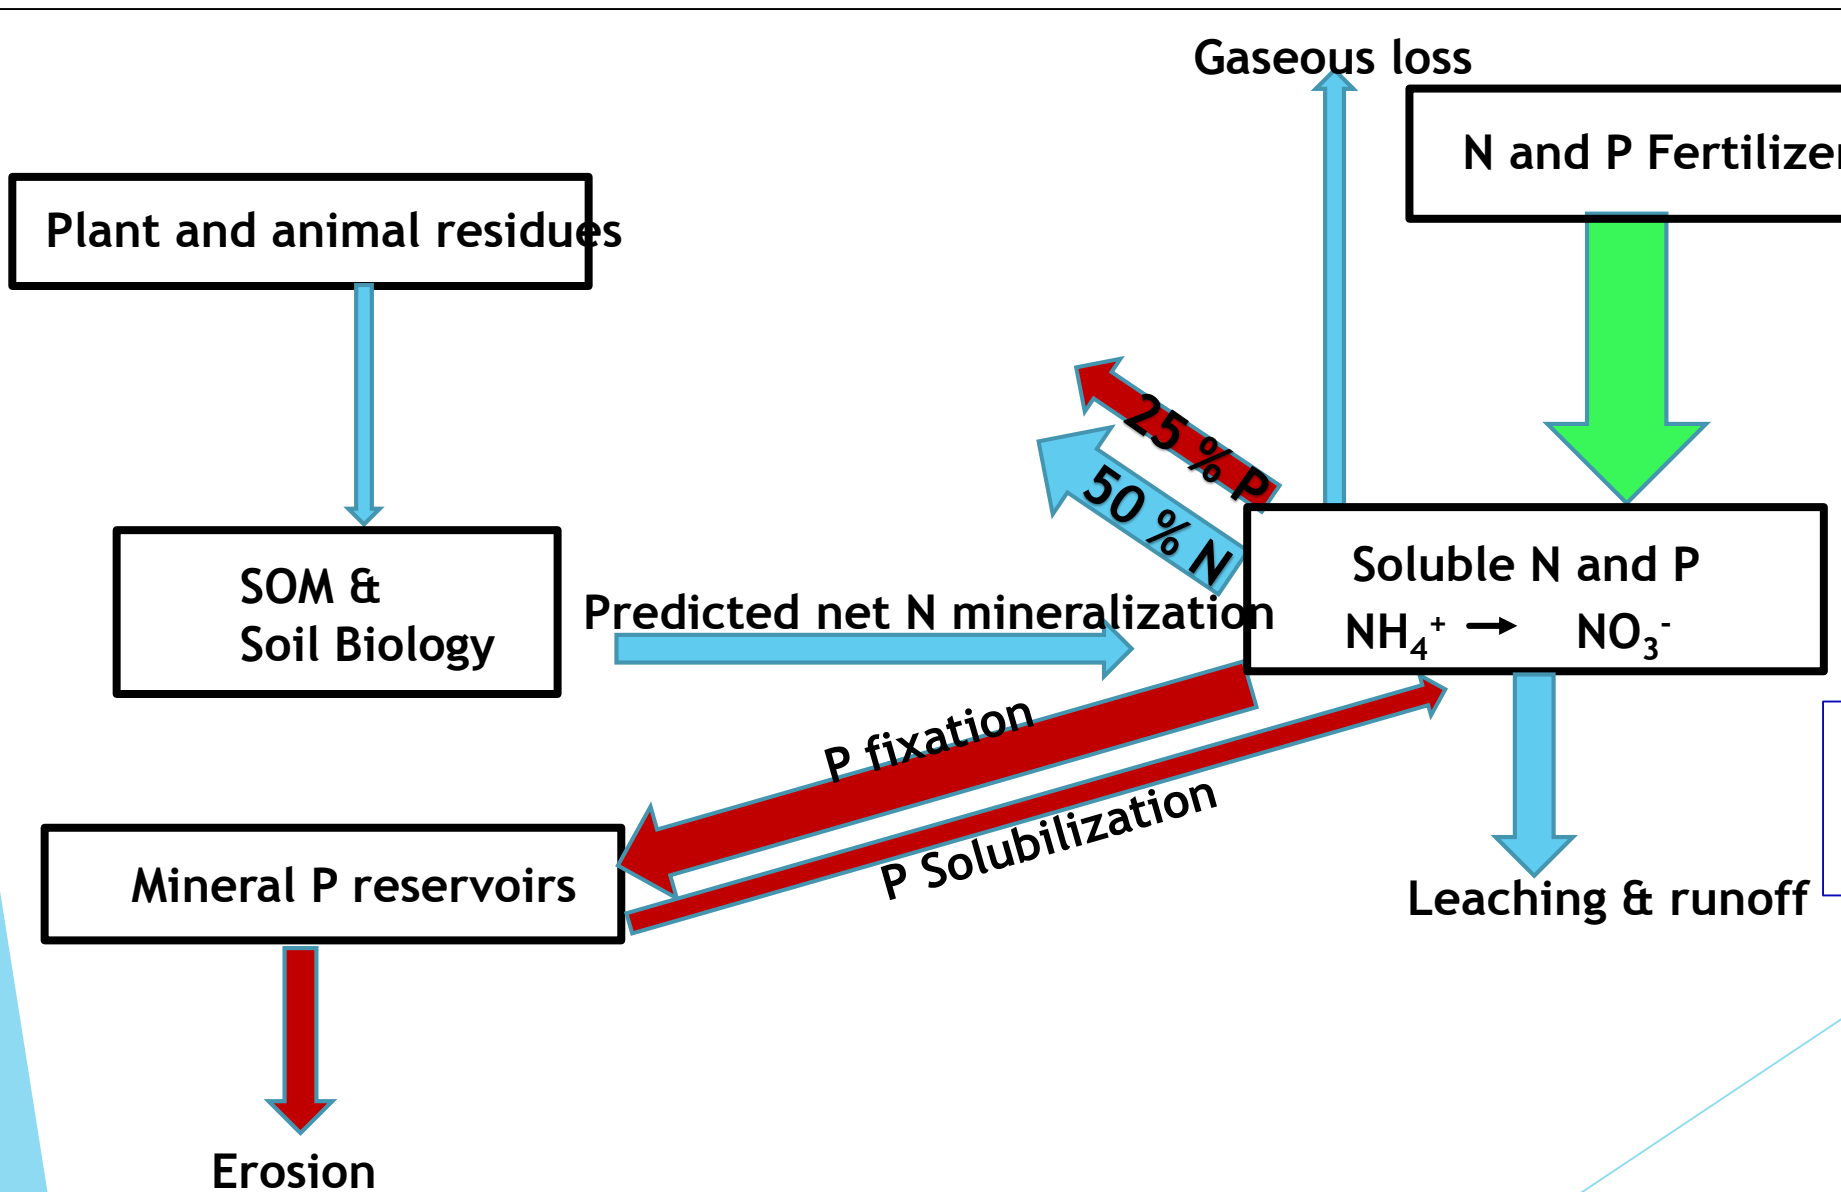 Gaseous loss
N and P Fertilizer
Plant and animal residues
25 % P
50 % N
SOM &
Soil Biology
Predicted net N mineralization
Soluble N and P
NH₄⁺ → NO₃⁻
P fixation
P Solubilization
Mineral P reservoirs
Leaching & runoff
Erosion